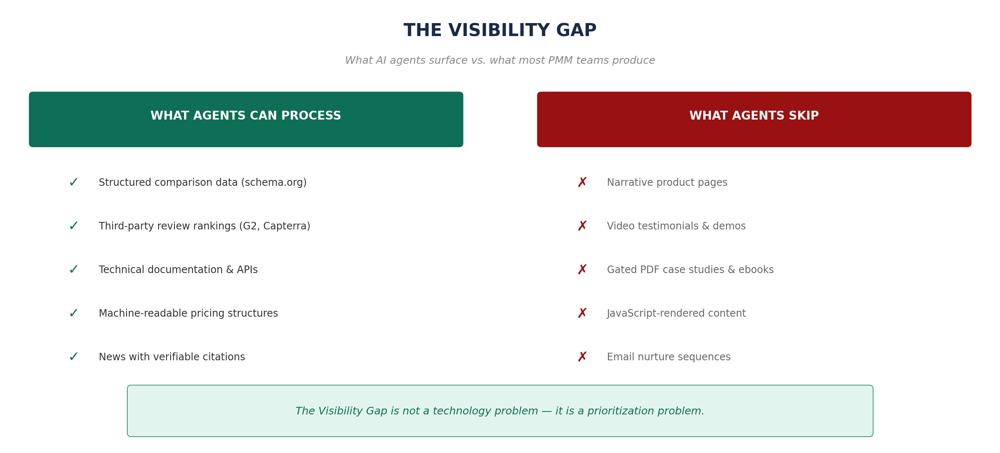 THE VISIBILITY GAP
What AI agents surface vs. what most PMM teams produce
WHAT AGENTS CAN PROCESS
✓ Structured comparison data (schema.org)
✓ Third-party review rankings (G2, Capterra)
✓ Technical documentation & APIs
✓ Machine-readable pricing structures
✓ News with verifiable citations
WHAT AGENTS SKIP
✗ Narrative product pages
✗ Video testimonials & demos
✗ Gated PDF case studies & ebooks
✗ JavaScript-rendered content
✗ Email nurture sequences
The Visibility Gap is not a technology problem — it is a prioritization problem.